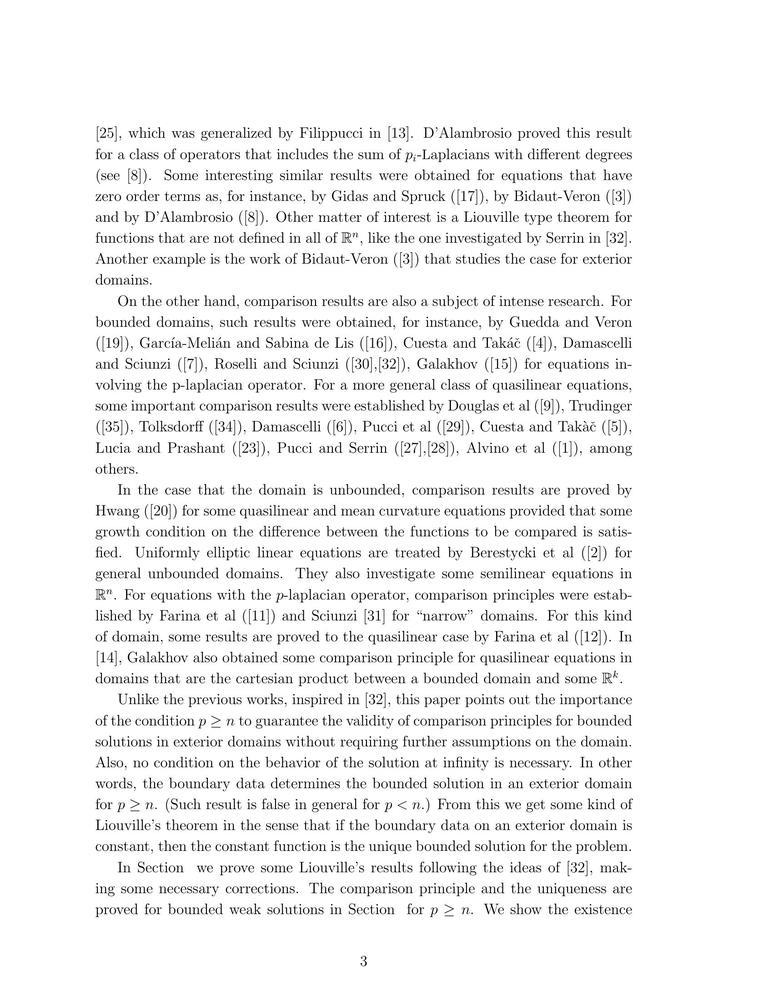 [25], which was generalized by Filippucci in [13]. D'Alambrosio proved this result
for a class of operators that includes the sum of pᵢ-Laplacians with different degrees
(see [8]). Some interesting similar results were obtained for equations that have
zero order terms as, for instance, by Gidas and Spruck ([17]), by Bidaut-Veron ([3])
and by D'Alambrosio ([8]). Other matter of interest is a Liouville type theorem for
functions that are not defined in all of ℝⁿ, like the one investigated by Serrin in [32].
Another example is the work of Bidaut-Veron ([3]) that studies the case for exterior
domains.
On the other hand, comparison results are also a subject of intense research. For
bounded domains, such results were obtained, for instance, by Guedda and Veron
([19]), García-Melián and Sabina de Lis ([16]), Cuesta and Takáč ([4]), Damascelli
and Sciunzi ([7]), Roselli and Sciunzi ([30],[32]), Galakhov ([15]) for equations in-
volving the p-laplacian operator. For a more general class of quasilinear equations,
some important comparison results were established by Douglas et al ([9]), Trudinger
([35]), Tolksdorff ([34]), Damascelli ([6]), Pucci et al ([29]), Cuesta and Takàč ([5]),
Lucia and Prashant ([23]), Pucci and Serrin ([27],[28]), Alvino et al ([1]), among
others.
In the case that the domain is unbounded, comparison results are proved by
Hwang ([20]) for some quasilinear and mean curvature equations provided that some
growth condition on the difference between the functions to be compared is satis-
fied. Uniformly elliptic linear equations are treated by Berestycki et al ([2]) for
general unbounded domains. They also investigate some semilinear equations in
ℝⁿ. For equations with the p-laplacian operator, comparison principles were estab-
lished by Farina et al ([11]) and Sciunzi [31] for “narrow” domains. For this kind
of domain, some results are proved to the quasilinear case by Farina et al ([12]). In
[14], Galakhov also obtained some comparison principle for quasilinear equations in
domains that are the cartesian product between a bounded domain and some ℝᵏ.
Unlike the previous works, inspired in [32], this paper points out the importance
of the condition p ≥ n to guarantee the validity of comparison principles for bounded
solutions in exterior domains without requiring further assumptions on the domain.
Also, no condition on the behavior of the solution at infinity is necessary. In other
words, the boundary data determines the bounded solution in an exterior domain
for p ≥ n. (Such result is false in general for p < n.) From this we get some kind of
Liouville's theorem in the sense that if the boundary data on an exterior domain is
constant, then the constant function is the unique bounded solution for the problem.
In Section we prove some Liouville's results following the ideas of [32], mak-
ing some necessary corrections. The comparison principle and the uniqueness are
proved for bounded weak solutions in Section for p ≥ n. We show the existence
3